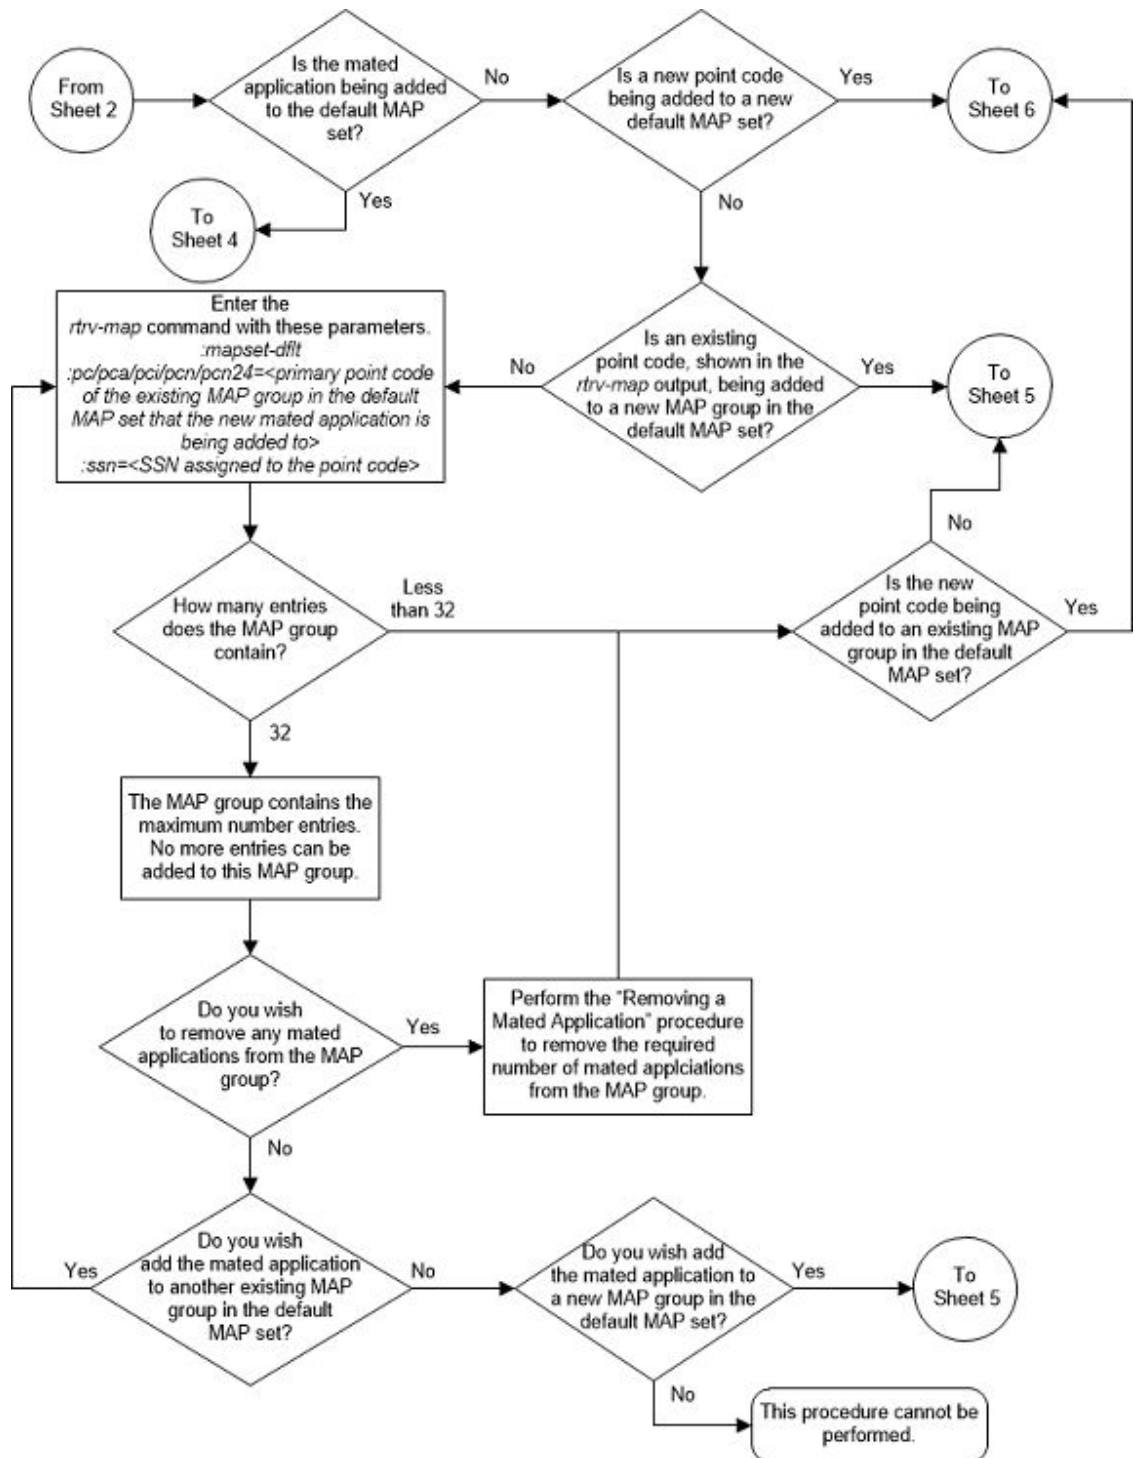 From
Sheet 2
Is the mated
application being added
to the default MAP
set?
No
Is a new point code
being added to a new
default MAP set?
Yes
To
Sheet 6
Yes
To
Sheet 4
No
Enter the
rtrv-map command with these parameters.
:mapset-dflt
:pc/pca/pci/pcn/pcn24=<primary point code
of the existing MAP group in the default
MAP set that the new mated application is
being added to>
:ssn=<SSN assigned to the point code>
No
Is an existing
point code, shown in the
rtrv-map output, being added
to a new MAP group in the
default MAP set?
Yes
To
Sheet 5
No
How many entries
does the MAP group
contain?
Less
than 32
Is the new
point code being
added to an existing MAP
group in the default
MAP set?
Yes
32
The MAP group contains the
maximum number entries.
No more entries can be
added to this MAP group.
Do you wish
to remove any mated
applications from the MAP
group?
Yes
Perform the "Removing a
Mated Application" procedure
to remove the required
number of mated applciations
from the MAP group.
No
Yes
Do you wish
add the mated application
to another existing MAP
group in the default
MAP set?
No
Do you wish add
the mated application to
a new MAP group in the
default MAP set?
Yes
To
Sheet 5
No
This procedure cannot be
performed.